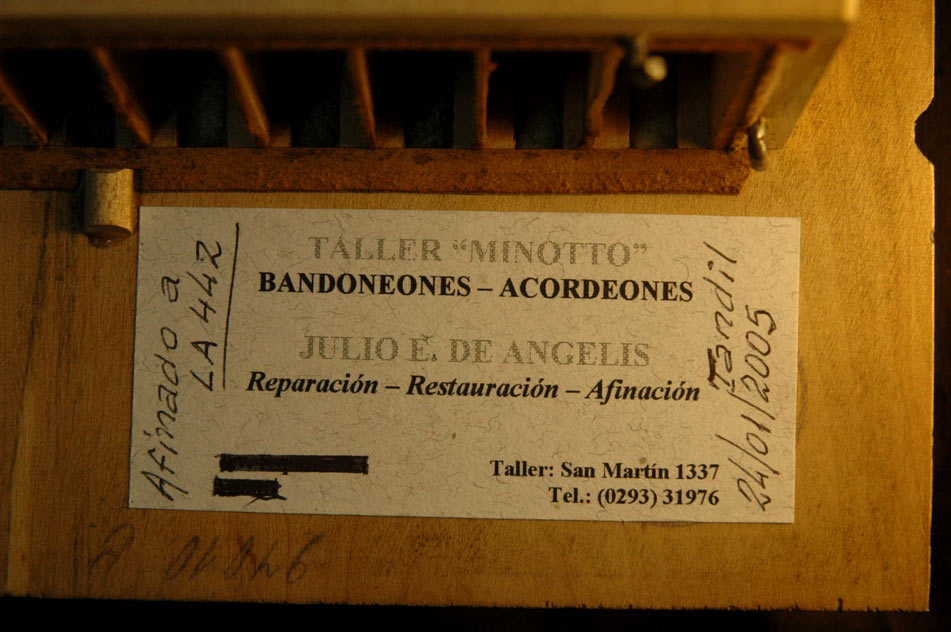 TALLER “MINOTTO”
BANDONEONES – ACORDEONES
JULIO E. DE ANGELIS
Reparación – Restauración – Afinación
Taller: San Martín 1337
Tel.: (0293) 31976
Afinado a
LA 442
Tandil
24/01/2005